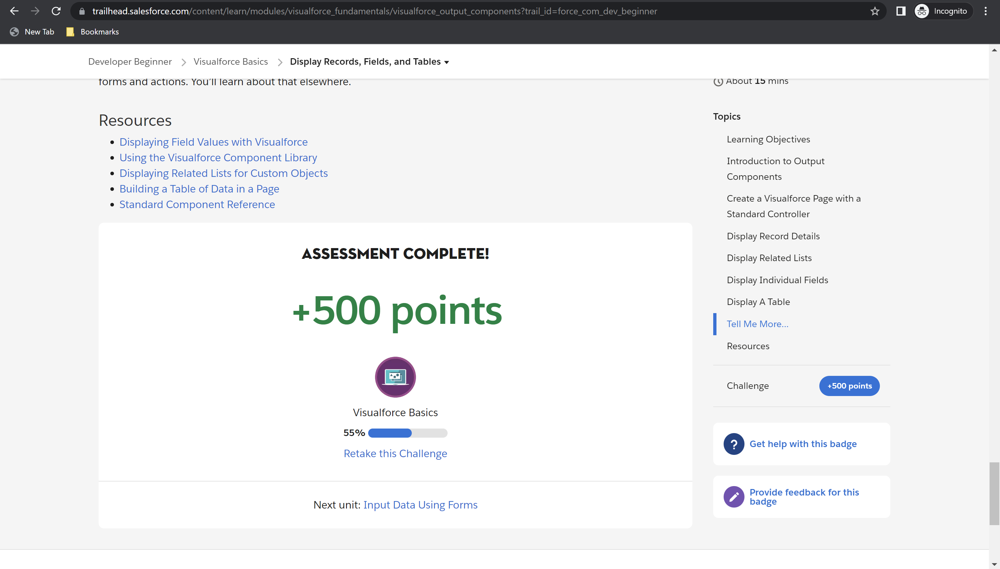 trailhead.salesforce.com/content/learn/modules/visualforce_fundamentals/visualforce_output_components?trail_id=force_com_dev_beginner
Incognito
New Tab
Bookmarks
Developer Beginner
Visualforce Basics
Display Records, Fields, and Tables
forms and actions. You’ll learn about that elsewhere.
About 15 mins
Resources
Displaying Field Values with Visualforce
Using the Visualforce Component Library
Displaying Related Lists for Custom Objects
Building a Table of Data in a Page
Standard Component Reference
ASSESSMENT COMPLETE!
+500 points
Visualforce Basics
55%
Retake this Challenge
Next unit: Input Data Using Forms
Topics
Learning Objectives
Introduction to Output
Components
Create a Visualforce Page with a
Standard Controller
Display Record Details
Display Related Lists
Display Individual Fields
Display A Table
Tell Me More...
Resources
Challenge
+500 points
Get help with this badge
Provide feedback for this
badge